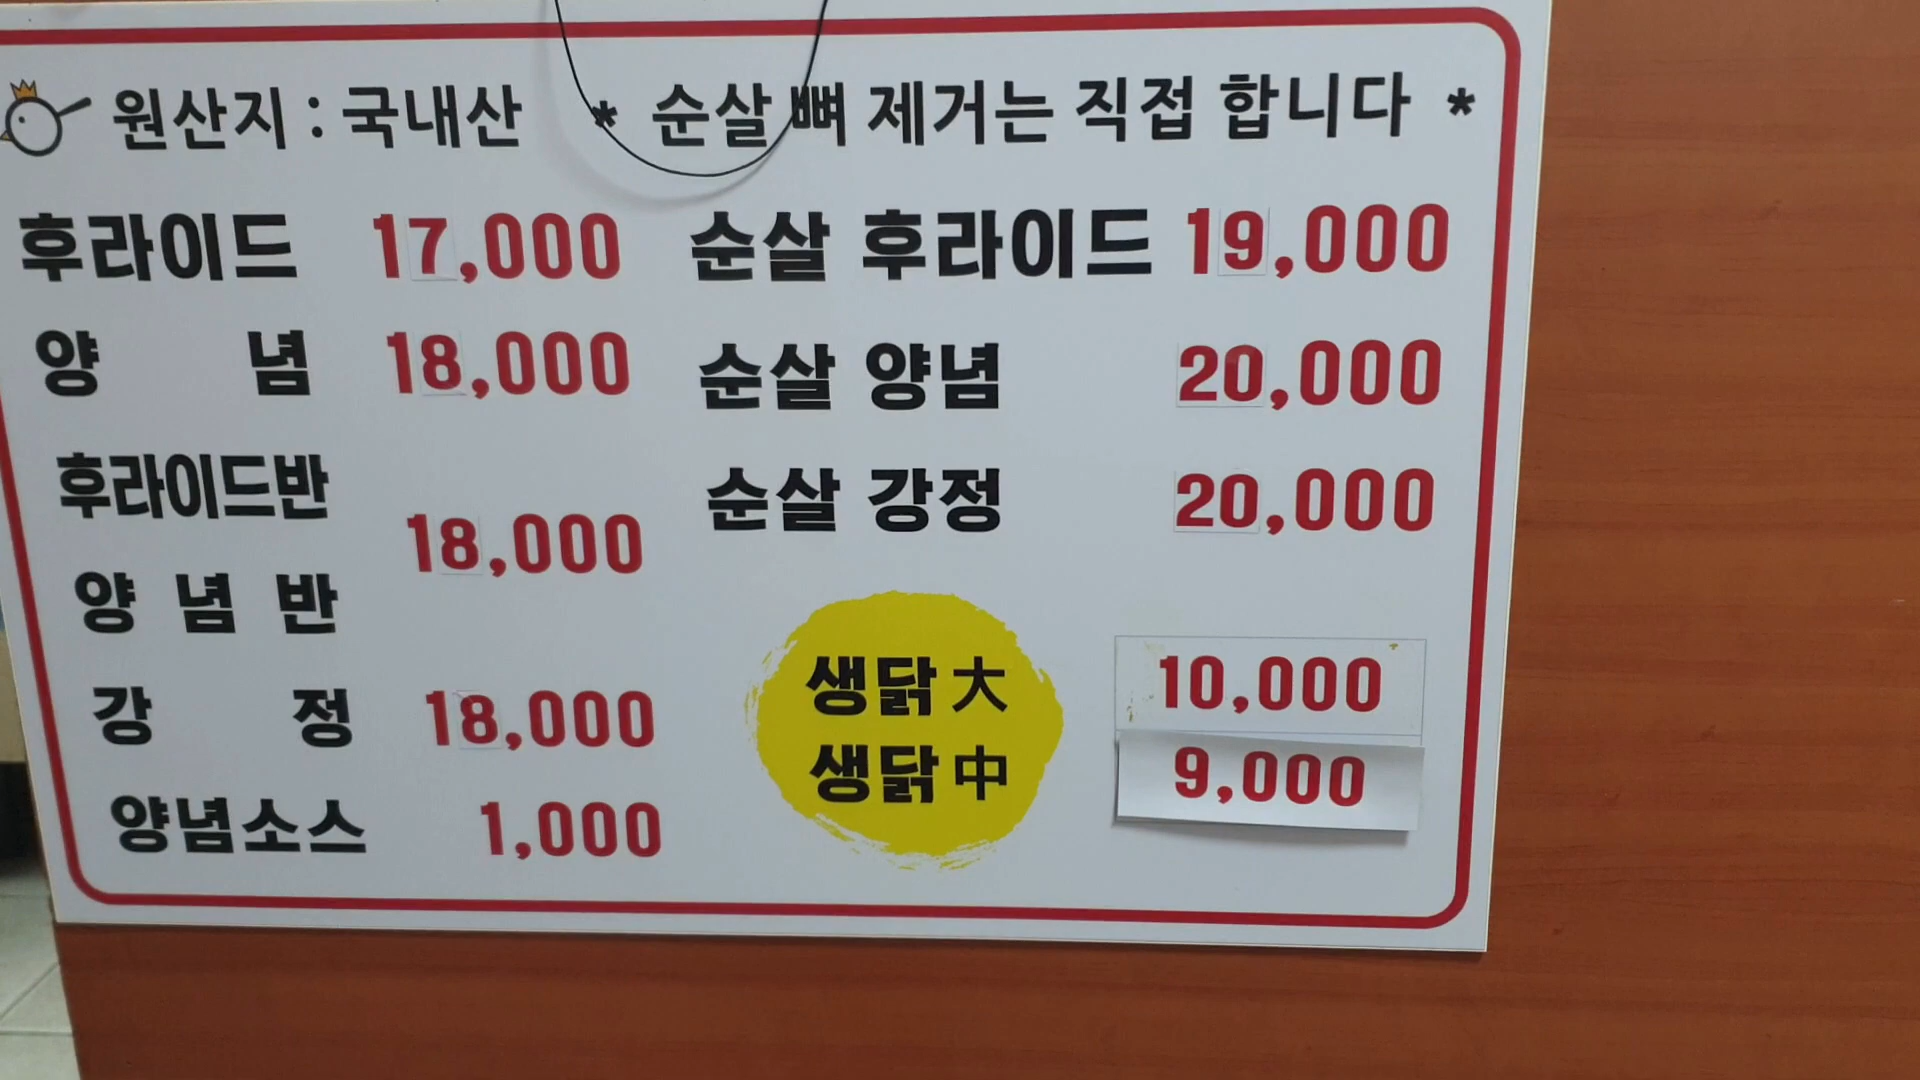 원산지 : 국내산 * 순살 뼈 제거는 직접 합니다 *
후라이드 17,000
양 념 18,000
후라이드반
양 념 반 18,000
강 정 18,000
양념소스 1,000
순살 후라이드 19,000
순살 양념 20,000
순살 강정 20,000
생닭大 10,000
생닭中 9,000